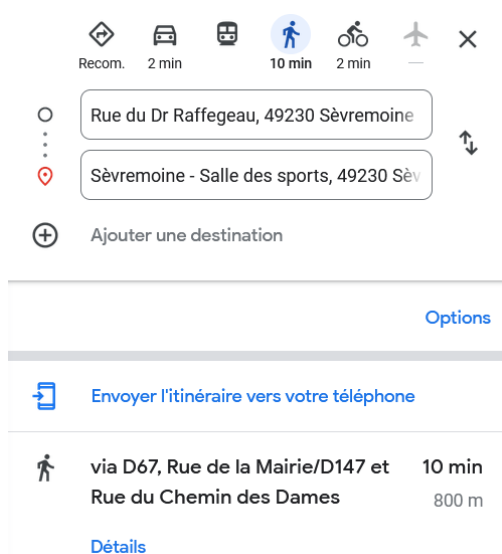 Recom.
2 min
10 min
2 min
—
Rue du Dr Raffegeau, 49230 Sèvremoine
Sèvremoine - Salle des sports, 49230 Sèv
Ajouter une destination
Options
Envoyer l'itinéraire vers votre téléphone
via D67, Rue de la Mairie/D147 et 10 min
Rue du Chemin des Dames 800 m
Détails